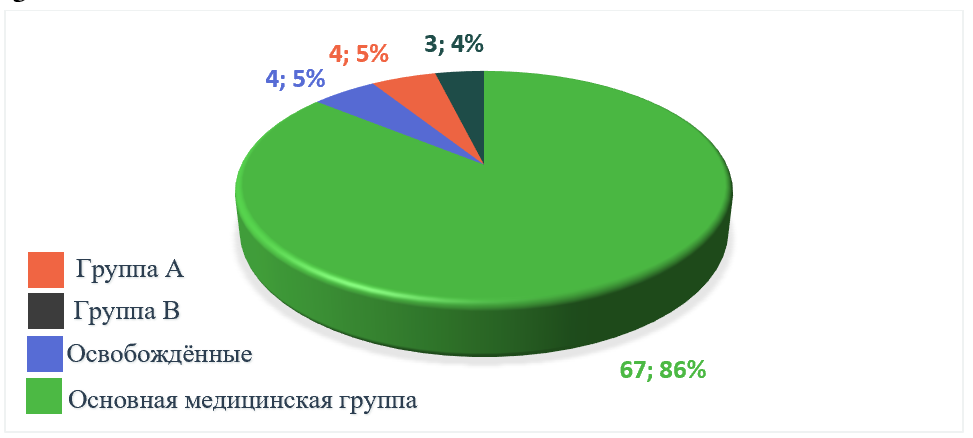 3; 4%
4; 5%
4; 5%
Группа А
Группа В
Освобождённые
67; 86%
Основная медицинская группа